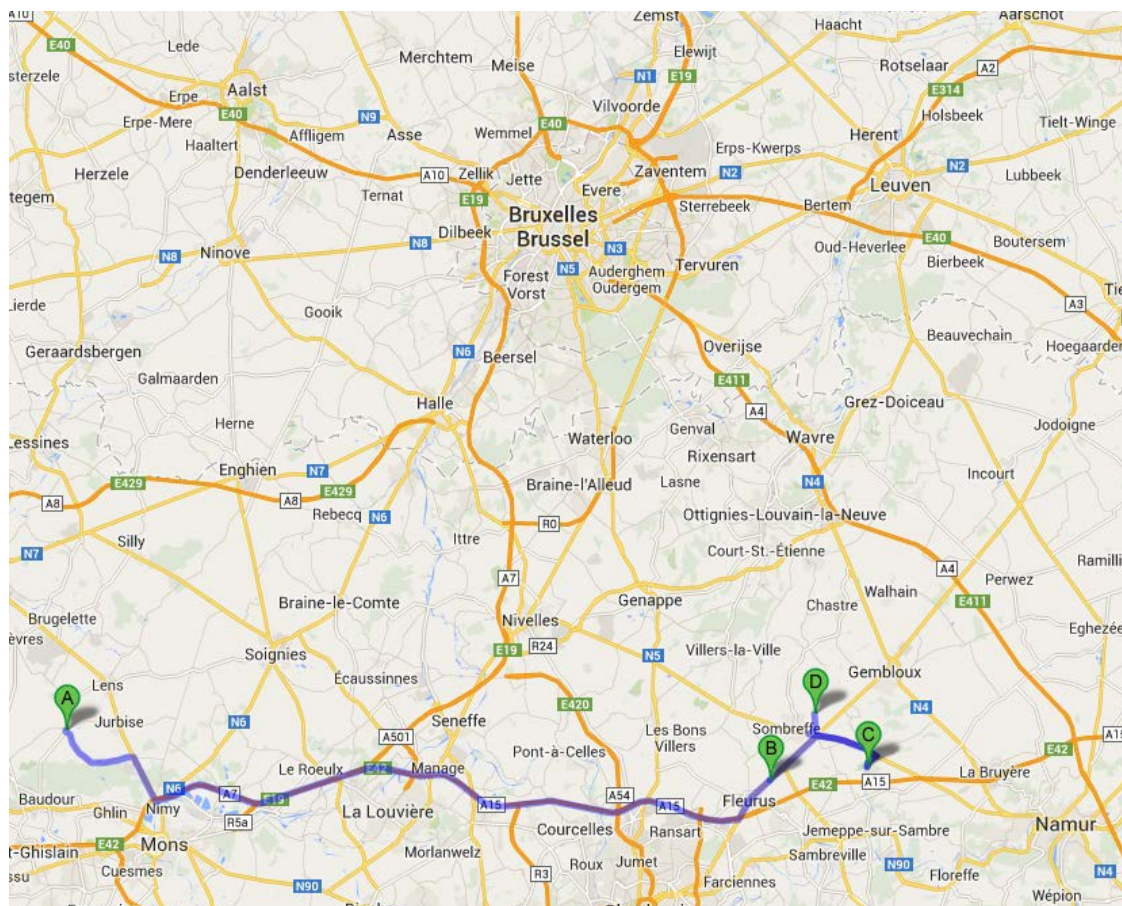 A10
Zemst
Haacht
Aarschot
E40
Lede
Merchtem
Meise
Elewijt
Rotselaar
N1
E19
A2
Erpe
Aalst
Vilvoorde
E314
Holsbeek
E40
N9
Asse
Wemmel
E40
Erpe-Mere
Affligem
Herent
Tielt-Winge
Haaltert
Erps-Kwerps
Herzele
Denderleeuw
A10
Zellik
Jette
Zaventem
N2
N2
Lubbeek
Ternat
Evere
Leuven
E19
Sterrebeek
Bertem
Bruxelles
Brussel
Dilbeek
N8
N3
E40
Boutersem
N8
Ninove
Oud-Heverlee
Bierbeek
Forest
Vorst
N5
Auderghem
Oudergem
Tervuren
A3
Gooik
Beauvechain
N6
Overijse
Hoegaarden
Geraardsbergen
Beersel
Galmaarden
E411
Halle
A4
Grez-Doiceau
Herne
Waterloo
Genval
Wavre
Jodoigne
Enghien
N7
Rixensart
E429
A8
E429
Braine-l'Alleud
Lasne
N4
Incourt
A8
Rebecq
N6
R0
Ottignies-Louvain-la-Neuve
N7
Silly
Ittre
Court-St.-Étienne
A7
A4
Perwez
Braine-le-Comte
Genappe
Walhain
E411
Brugelette
Nivelles
Chastre
Soignies
E19
R24
N5
Villers-la-Ville
Gembloux
Lens
Écaussinnes
A
D
Jurbise
N6
Seneffe
E420
Les Bons
Villers
Sombreffe
N4
A501
B
C
E42
Le Roeulx
E42
Manage
Pont-à-Celles
E42
A15
La Bruyère
N6
A7
E19
Baudour
Ghlin
Nimy
R5a
La Louvière
A15
A54
A15
Fleurus
Courcelles
Ransart
Jemeppe-sur-Sambre
Namur
E42
Mons
Morlanwelz
Roux
Jumet
Sambreville
N90
Cuesmes
R3
Farciennes
Floreffe
N4
N90
Wépion